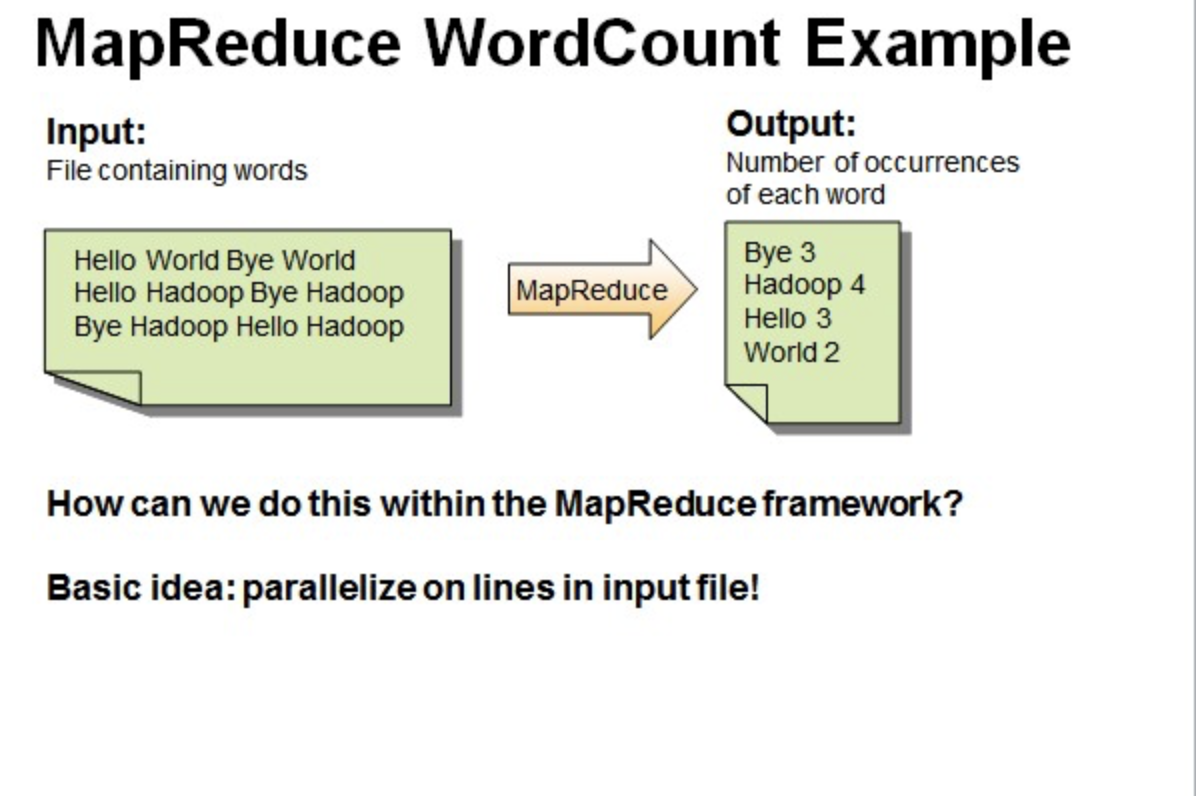 MapReduce WordCount Example
Input:
File containing words
Hello World Bye World
Hello Hadoop Bye Hadoop
Bye Hadoop Hello Hadoop
MapReduce
Output:
Number of occurrences
of each word
Bye 3
Hadoop 4
Hello 3
World 2
How can we do this within the MapReduce framework?
Basic idea: parallelize on lines in input file!